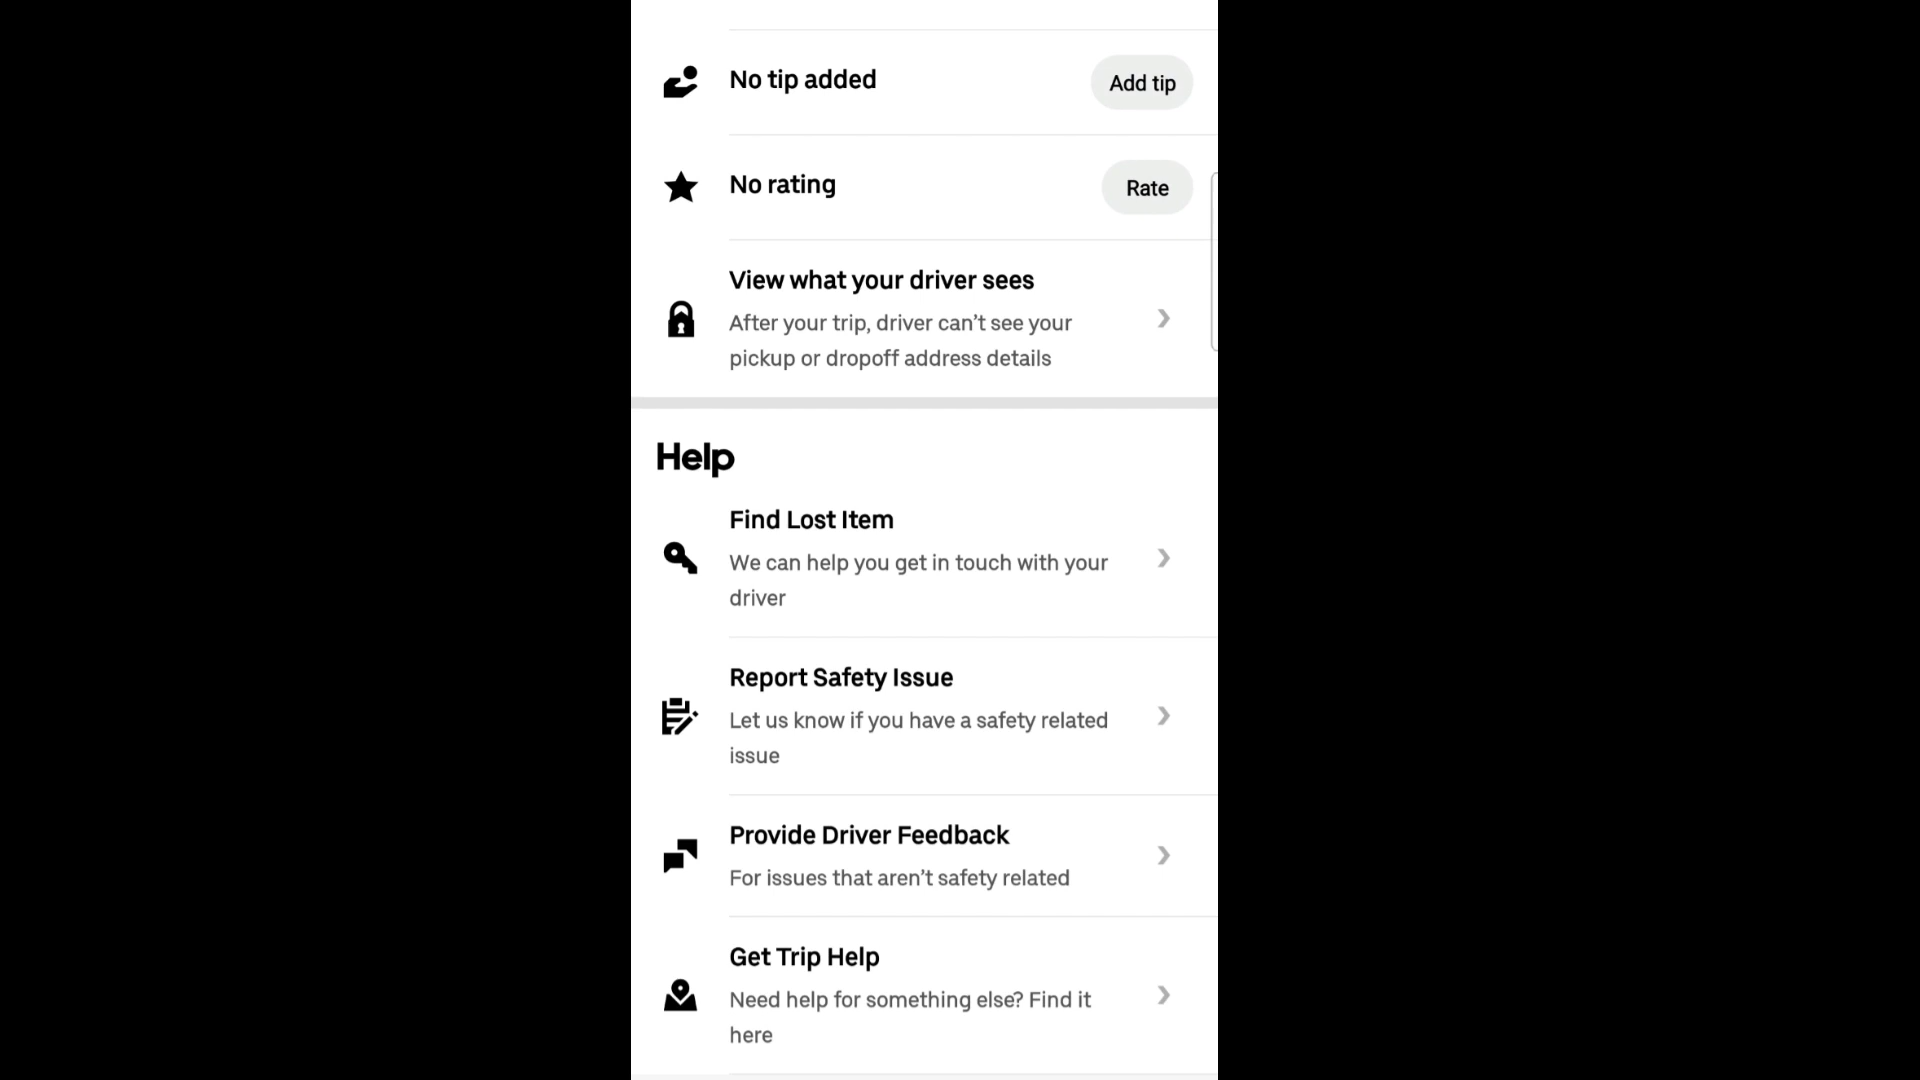 No tip added
Add tip
No rating
Rate
View what your driver sees
After your trip, driver can’t see your
pickup or dropoff address details
Help
Find Lost Item
We can help you get in touch with your
driver
Report Safety Issue
Let us know if you have a safety related
issue
Provide Driver Feedback
For issues that aren’t safety related
Get Trip Help
Need help for something else? Find it
here